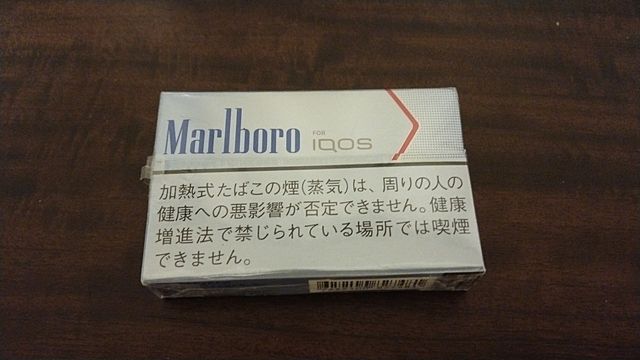 Marlboro FOR IQOS
加熱式たばこの煙(蒸気)は、周りの人の
健康への悪影響が否定できません。健康
増進法で禁じられている場所では喫煙
できません。